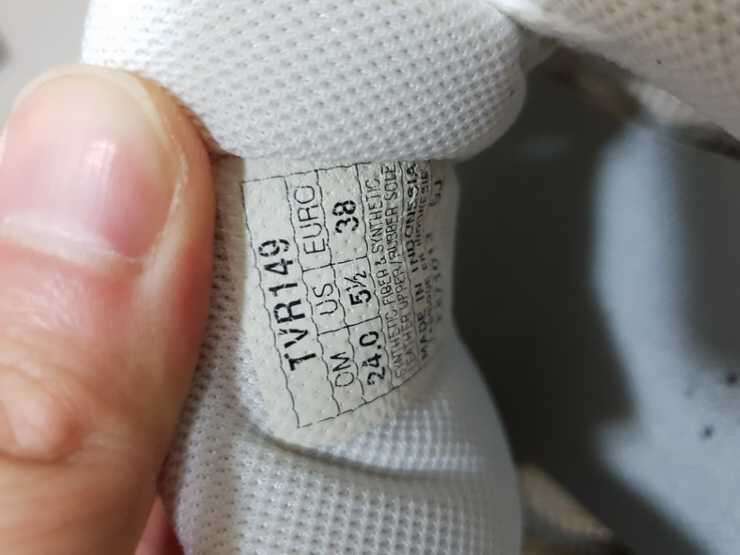 TVR149
CM US EURO
24.0 5½ 38
SYNTHETIC FIBER & SYNTHETIC
LEATHER UPPER/RUBBER SOLE
MADE IN INDONESIA